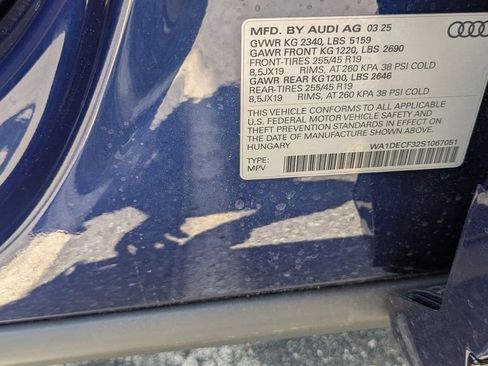 MFD. BY AUDI AG 03 25
GVWR KG 2340, LBS 5159
GAWR FRONT KG 1220, LBS 2690
FRONT-TIRES 255/45 R19
8,5JX19 RIMS, AT 260 KPA 38 PSI COLD
GAWR REAR KG1200, LBS 2646
REAR-TIRES 255/45 R19
8,5JX19 RIMS, AT 260 KPA 38 PSI COLD
THIS VEHICLE CONFORMS TO ALL APPLICABLE
U.S. FEDERAL MOTOR VEHICLE SAFETY AND
THEFT PREVENTION STANDARDS IN EFFECT ON
THE DATE OF MANUFACTURE SHOWN ABOVE.
HUNGARY
WA1DECF32S1067051
TYPE:
MPV